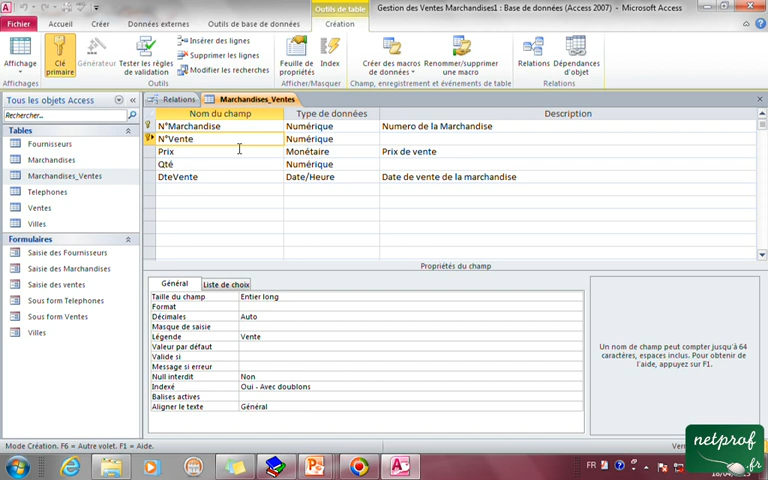 Outils de table
Gestion des Ventes Marchandises1 : Base de données (Access 2007) - Microsoft Access
Fichier
Accueil
Créer
Données externes
Outils de base de données
Création
Affichage
Clé primaire
Générateur
Tester les règles de validation
Insérer des lignes
Supprimer les lignes
Modifier les recherches
Feuille de propriétés
Index
Créer des macros de données
Renommer/supprimer une macro
Relations
Dépendances d'objet
Affichages
Outils
Afficher/Masquer
Champ, enregistrement et événements de table
Relations
Tous les objets Access
Rechercher...
Tables
Fournisseurs
Marchandises
Marchandises_Ventes
Telephones
Ventes
Villes
Formulaires
Saisie des Fournisseurs
Saisie des Marchandises
Saisie des ventes
Sous form Telephones
Sous form Ventes
Villes
Relations
Marchandises_Ventes
Nom du champ Type de données Description
N°Marchandise Numérique Numero de la Marchandise
N°Vente Numérique
Prix Monétaire Prix de vente
Qté Numérique
DteVente Date/Heure Date de vente de la marchandise
Propriétés du champ
Général Liste de choix
Taille du champ Entier long
Format
Décimales Auto
Masque de saisie
Légende Vente
Valeur par défaut
Valide si
Message si erreur
Null interdit Non
Indexé Oui - Avec doublons
Balises actives
Aligner le texte Général
Un nom de champ peut compter jusqu'à 64
caractères, espaces inclus. Pour obtenir de
l'aide, appuyez sur F1.
Mode Création. F6 = Autre volet. F1 = Aide.
FR
netprof
.fr